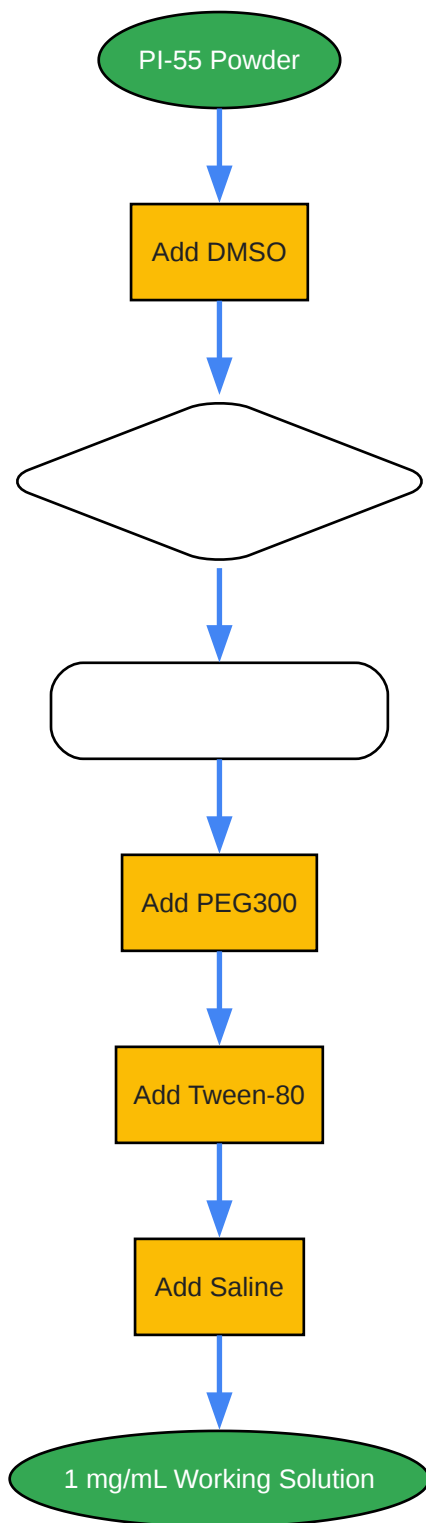 PI-55 Powder
Add DMSO
Add PEG300
Add Tween-80
Add Saline
1 mg/mL Working Solution